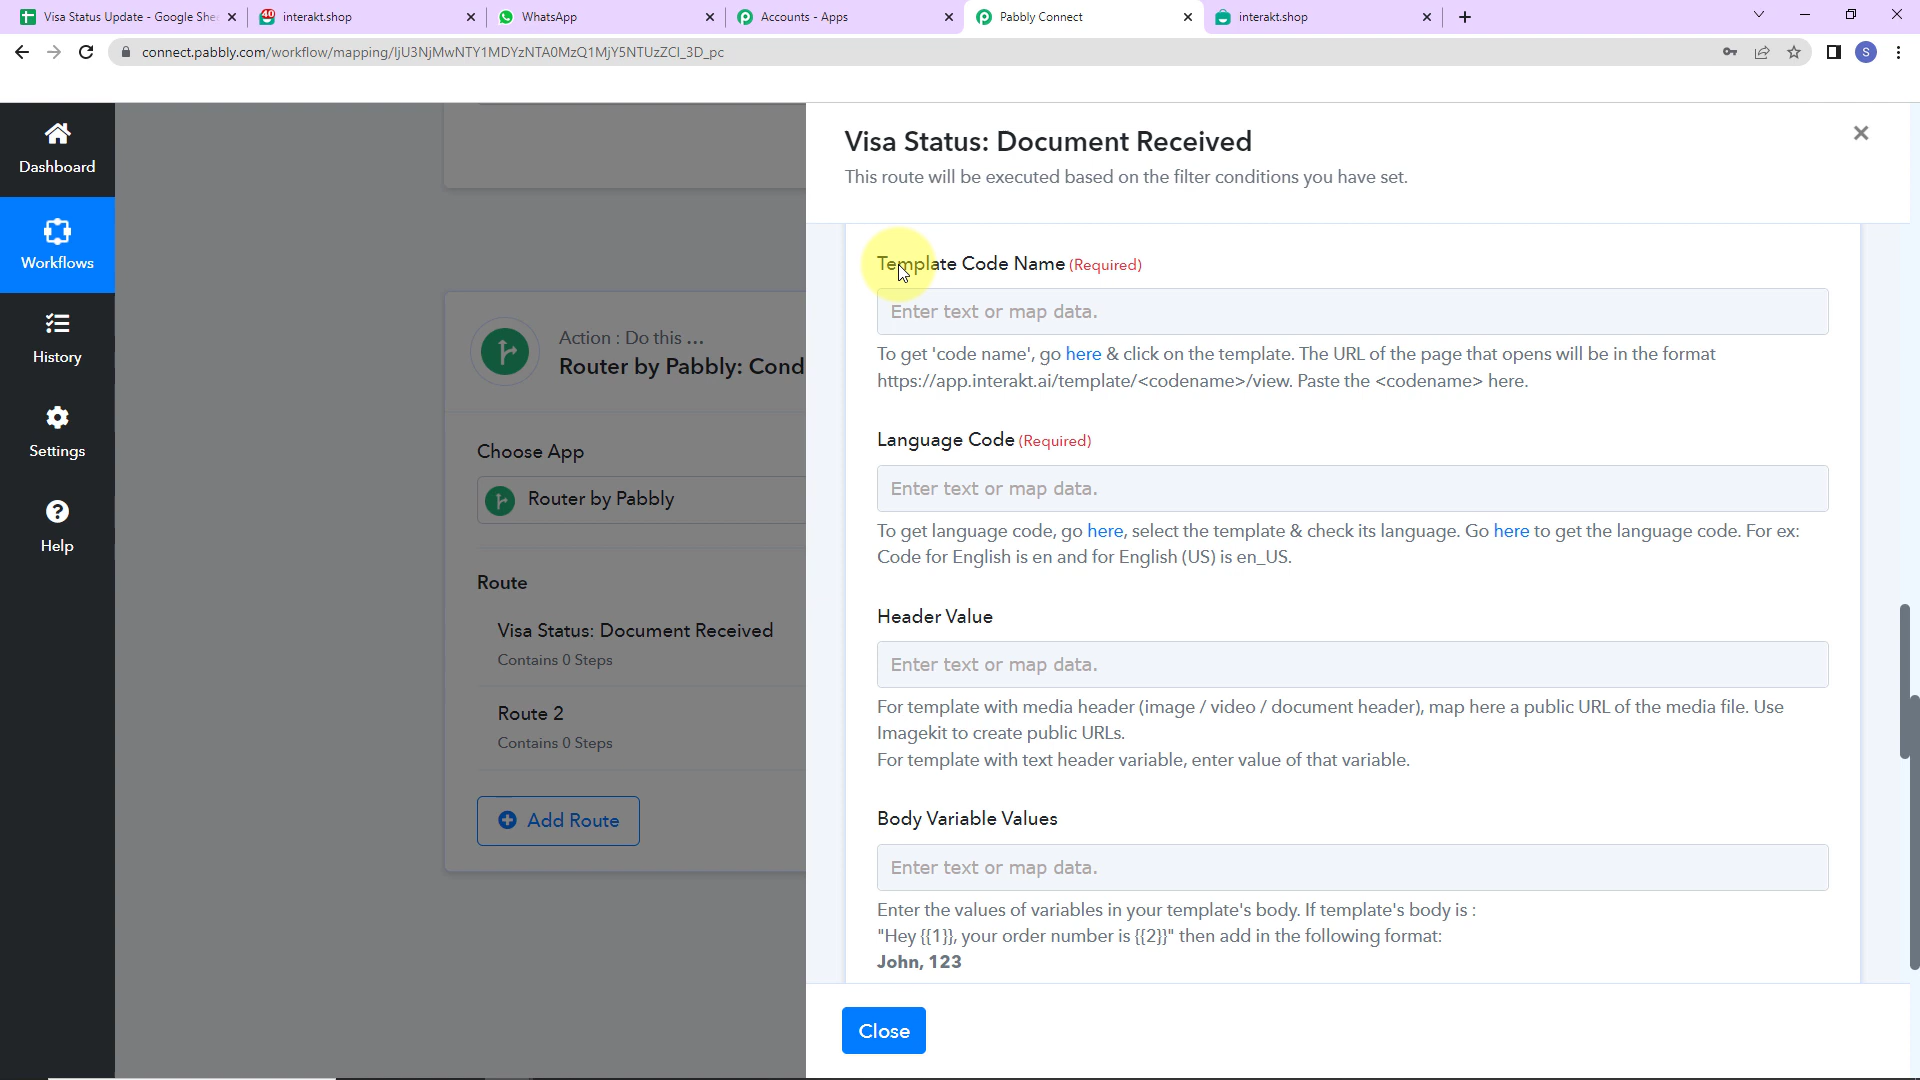 Visa Status Update - Google She
interakt.shop
WhatsApp
Accounts - Apps
Pabbly Connect
interakt.shop
connect.pabbly.com/workflow/mapping/IjU3NjMwNTY1MDYzNTA0MzQ1MjY5NTUzZCI_3D_pc
S
Dashboard
Workflows
History
Settings
Help
Action : Do this ...
Router by Pabbly: Cond
Choose App
Router by Pabbly
Route
Visa Status: Document Received
Contains 0 Steps
Route 2
Contains 0 Steps
Add Route
Visa Status: Document Received
This route will be executed based on the filter conditions you have set.
Template Code Name (Required)
Enter text or map data.
To get 'code name', go here & click on the template. The URL of the page that opens will be in the format
https://app.interakt.ai/template/<codename>/view. Paste the <codename> here.
Language Code (Required)
Enter text or map data.
To get language code, go here, select the template & check its language. Go here to get the language code. For ex:
Code for English is en and for English (US) is en_US.
Header Value
Enter text or map data.
For template with media header (image / video / document header), map here a public URL of the media file. Use
Imagekit to create public URLs.
For template with text header variable, enter value of that variable.
Body Variable Values
Enter text or map data.
Enter the values of variables in your template's body. If template's body is :
"Hey {{1}}, your order number is {{2}}" then add in the following format:
John, 123
Close